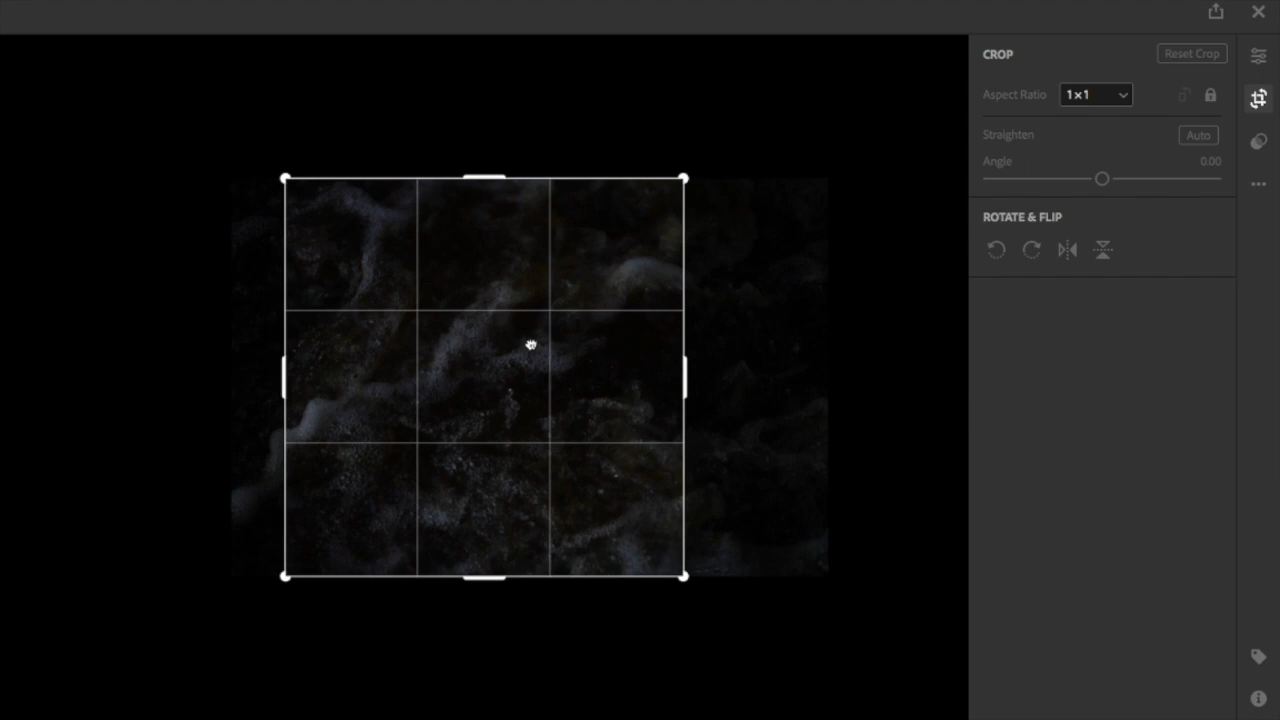 CROP
Reset Crop
Aspect Ratio
1×1
Straighten
Auto
Angle
0.00
ROTATE & FLIP